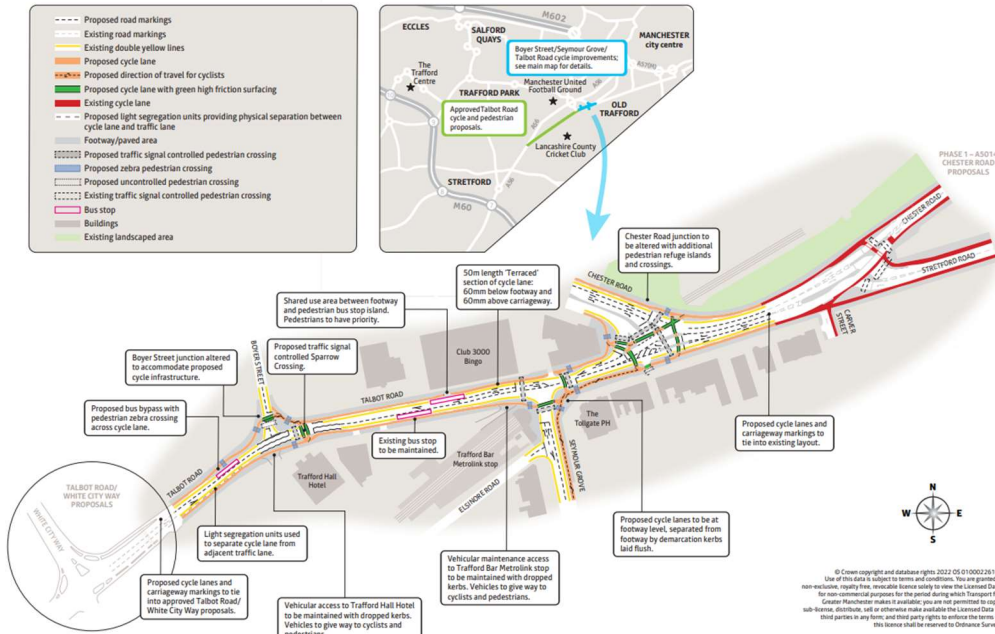 Proposed road markings
Existing road markings
Existing double yellow lines
Proposed cycle lane
Proposed direction of travel for cyclists
Proposed cycle lane with green high friction surfacing
Existing cycle lane
Proposed light segregation units providing physical separation between
cycle lane and traffic lane
Footway/paved area
Proposed traffic signal controlled pedestrian crossing
Proposed zebra pedestrian crossing
Proposed uncontrolled pedestrian crossing
Existing traffic signal controlled pedestrian crossing
Bus stop
Buildings
Existing landscaped area
M602
ECCLES
SALFORD
QUAYS
MANCHESTER
city centre
Boyer Street/Seymour Grove/
Talbot Road cycle improvements;
see main map for details.
A57(M)
A56
The
Trafford
Centre
TRAFFORD PARK
Manchester United
Football Ground
OLD
TRAFFORD
ApprovedTalbot Road
cycle and pedestrian
proposals.
A56
Lancashire County
Cricket Club
STRETFORD
A56
M60
PHASE 1 – A5014
CHESTER ROAD
PROPOSALS
CHESTER ROAD
STRETFORD ROAD
CARVER
STREET
Chester Road junction to
be altered with additional
pedestrian refuge islands
and crossings.
CHESTER ROAD
50m length 'Terraced'
section of cycle lane:
60mm below footway and
60mm above carriageway.
Shared use area between footway
and pedestrian bus stop island.
Pedestrians to have priority.
Proposed traffic signal
controlled Sparrow
Crossing.
Boyer Street junction altered
to accommodate proposed
cycle infrastructure.
BOYER STREET
Club 3000
Bingo
TALBOT ROAD
Proposed bus bypass with
pedestrian zebra crossing
across cycle lane.
Existing bus stop
to be maintained.
The
Tollgate PH
Proposed cycle lanes and
carriageway markings to
tie into existing layout.
Trafford Bar
Metrolink stop
Trafford Hall
Hotel
SEYMOUR GROVE
ELSINORE ROAD
TALBOT ROAD
TALBOT ROAD/
WHITE CITY WAY
PROPOSALS
WHITE CITY WAY
Light segregation units used
to separate cycle lane from
adjacent traffic lane.
Proposed cycle lanes to be at
footway level, separated from
footway by demarcation kerbs
laid flush.
N
W
E
S
Vehicular maintenance access
to Trafford Bar Metrolink stop
to be maintained with dropped
kerbs. Vehicles to give way to
cyclists and pedestrians.
Proposed cycle lanes and
carriageway markings to tie
into approved Talbot Road/
White City Way proposals.
Vehicular access to Trafford Hall Hotel
to be maintained with dropped kerbs.
Vehicles to give way to cyclists and
© Crown copyright and database rights 2022 OS 0100022610
Use of this data is subject to terms and conditions. You are granted
non-exclusive, royalty free, revocable licence solely to view the Licensed Data
for non-commercial purposes for the period during which Transport
Greater Manchester makes it available; you are not permitted to
sub-license, distribute, sell or otherwise make available the Licensed Data
third parties in any form; and third party rights to enforce the terms
this licence shall be reserved to Ordnance